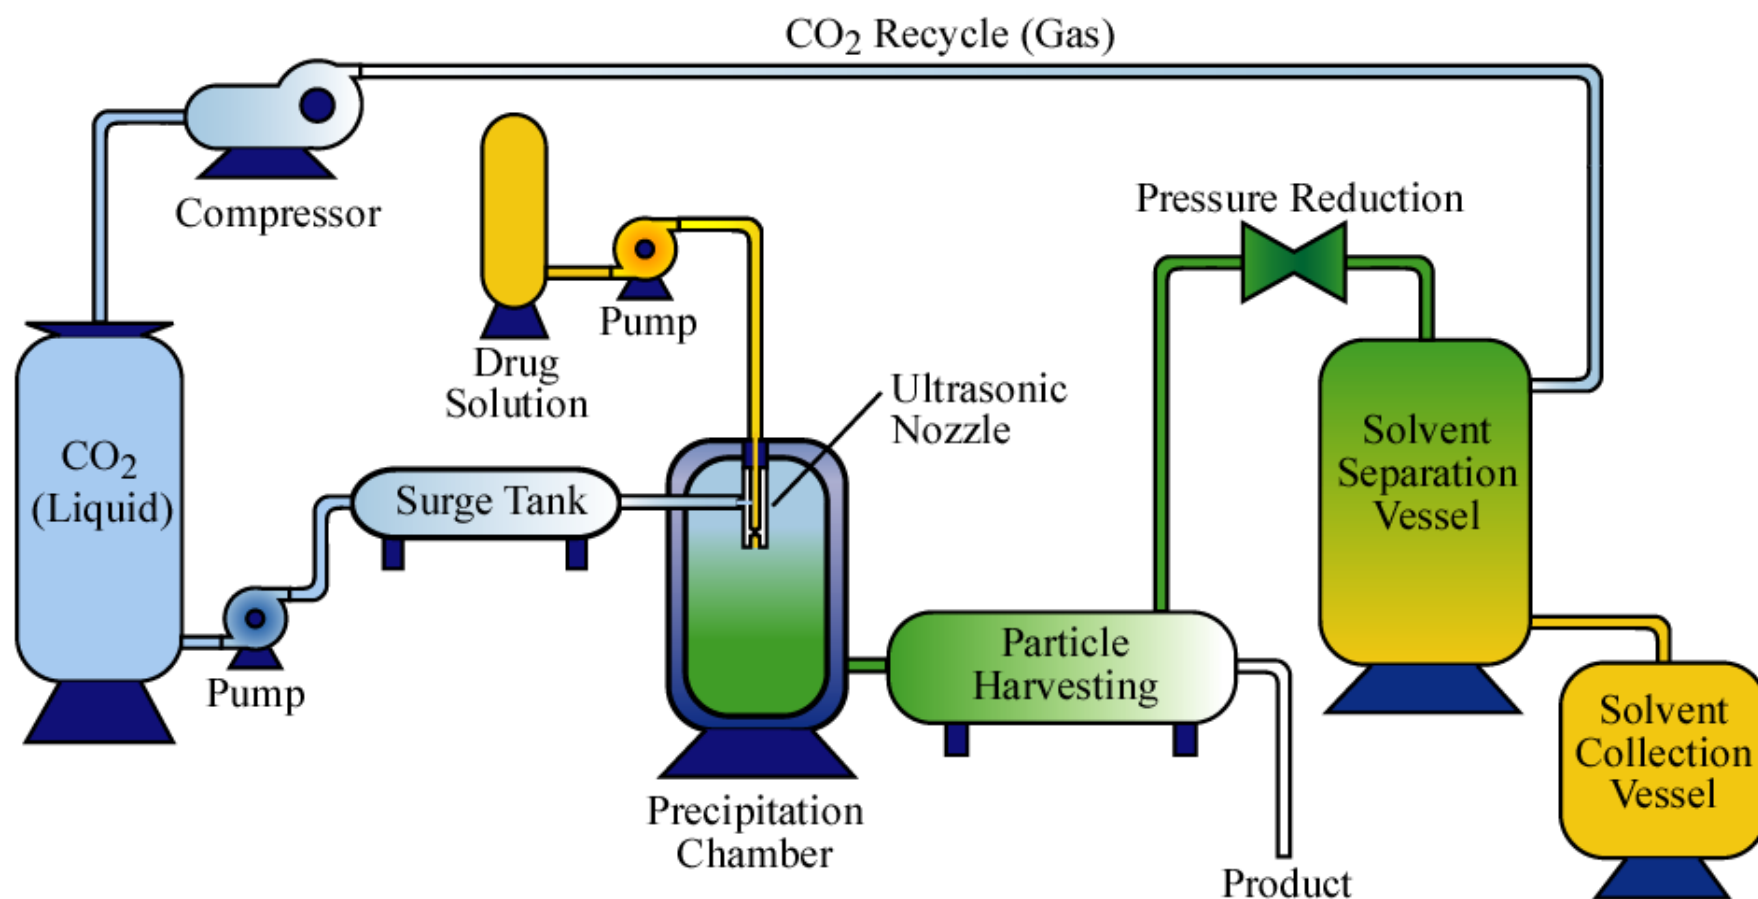 CO₂ Recycle (Gas)
Compressor
Pressure Reduction
Pump
Drug
Solution
Ultrasonic
Nozzle
CO₂
(Liquid)
Surge Tank
Solvent
Separation
Vessel
Pump
Particle
Harvesting
Solvent
Collection
Vessel
Precipitation
Chamber
Product